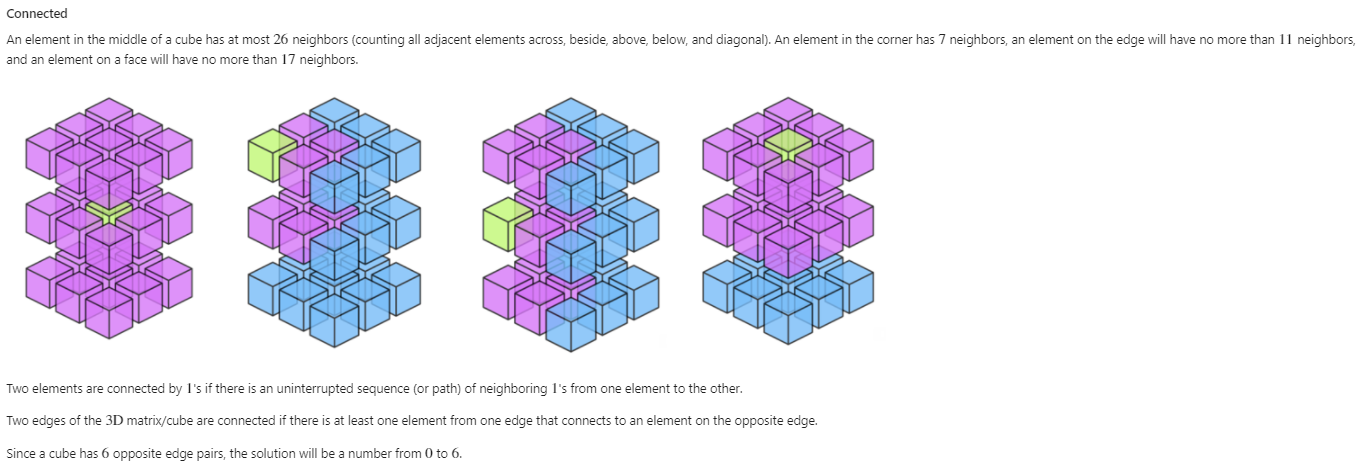 Connected
An element in the middle of a cube has at most 26 neighbors (counting all adjacent elements across, beside, above, below, and diagonal). An element in the corner has 7 neighbors, an element on the edge will have no more than 11 neighbors,
and an element on a face will have no more than 17 neighbors.
Two elements are connected by 1's if there is an uninterrupted sequence (or path) of neighboring 1's from one element to the other.
Two edges of the 3D matrix/cube are connected if there is at least one element from one edge that connects to an element on the opposite edge.
Since a cube has 6 opposite edge pairs, the solution will be a number from 0 to 6.